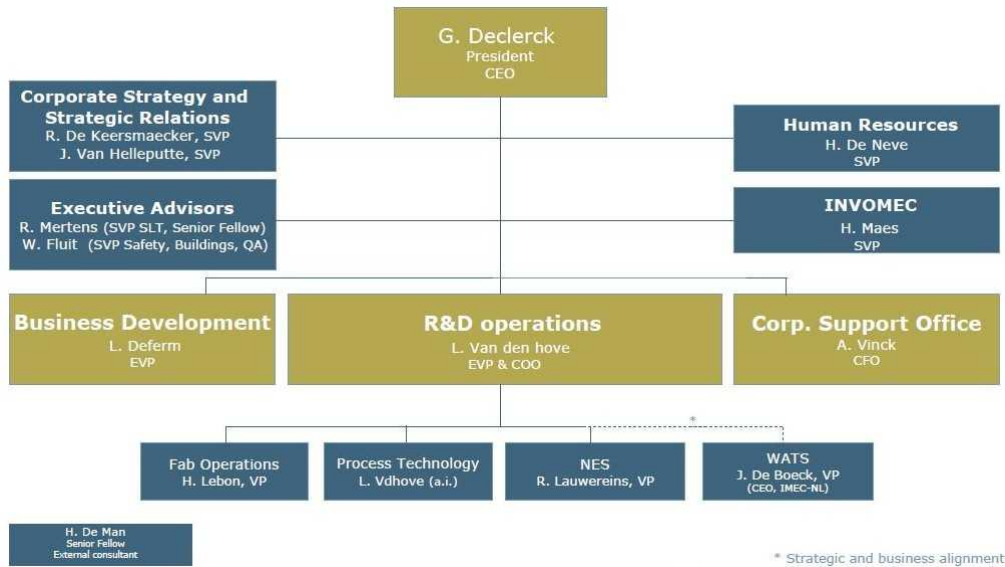 G. Declerck
President
CEO
Corporate Strategy and
Strategic Relations
R. De Keersmaecker, SVP
J. Van Helleputte, SVP
Human Resources
H. De Neve
SVP
Executive Advisors
R. Mertens (SVP SLT, Senior Fellow)
W. Fluit (SVP Safety, Buildings, QA)
INVOMEC
H. Maes
SVP
Business Development
L. Deferm
EVP
R&D operations
L. Van den hove
EVP & COO
Corp. Support Office
A. Vinck
CFO
*
Fab Operations
H. Lebon, VP
Process Technology
L. Vdhove (a.i.)
NES
R. Lauwereins, VP
WATS
J. De Boeck, VP
(CEO, IMEC-NL)
H. De Man
Senior Fellow
External consultant
* Strategic and business alignment